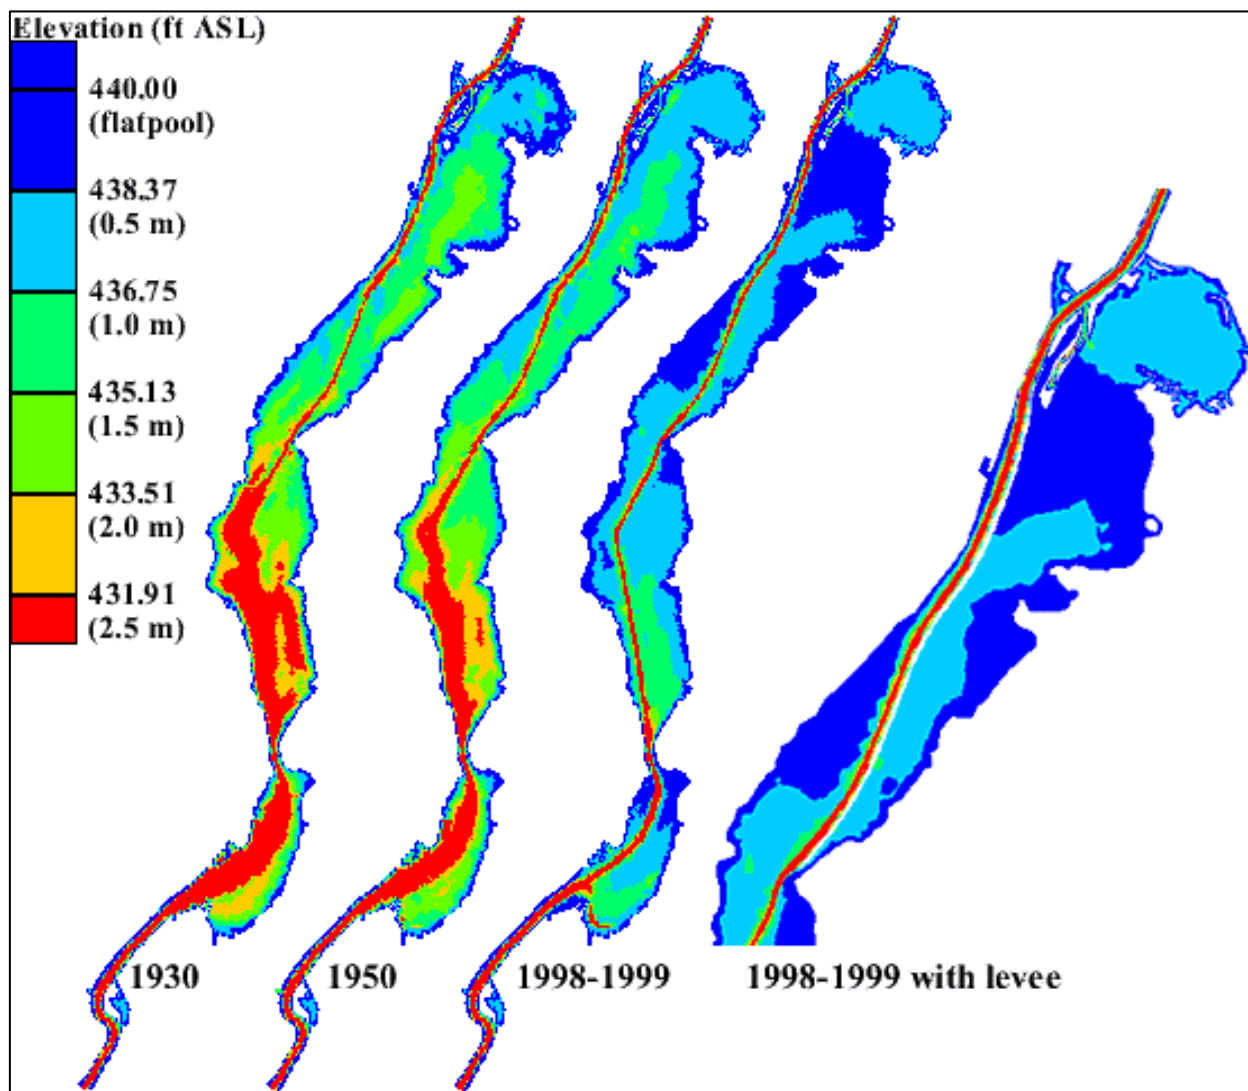 Elevation (ft ASL)
440.00
(flatpool)
438.37
(0.5 m)
436.75
(1.0 m)
435.13
(1.5 m)
433.51
(2.0 m)
431.91
(2.5 m)
1930
1950
1998-1999
1998-1999 with levee